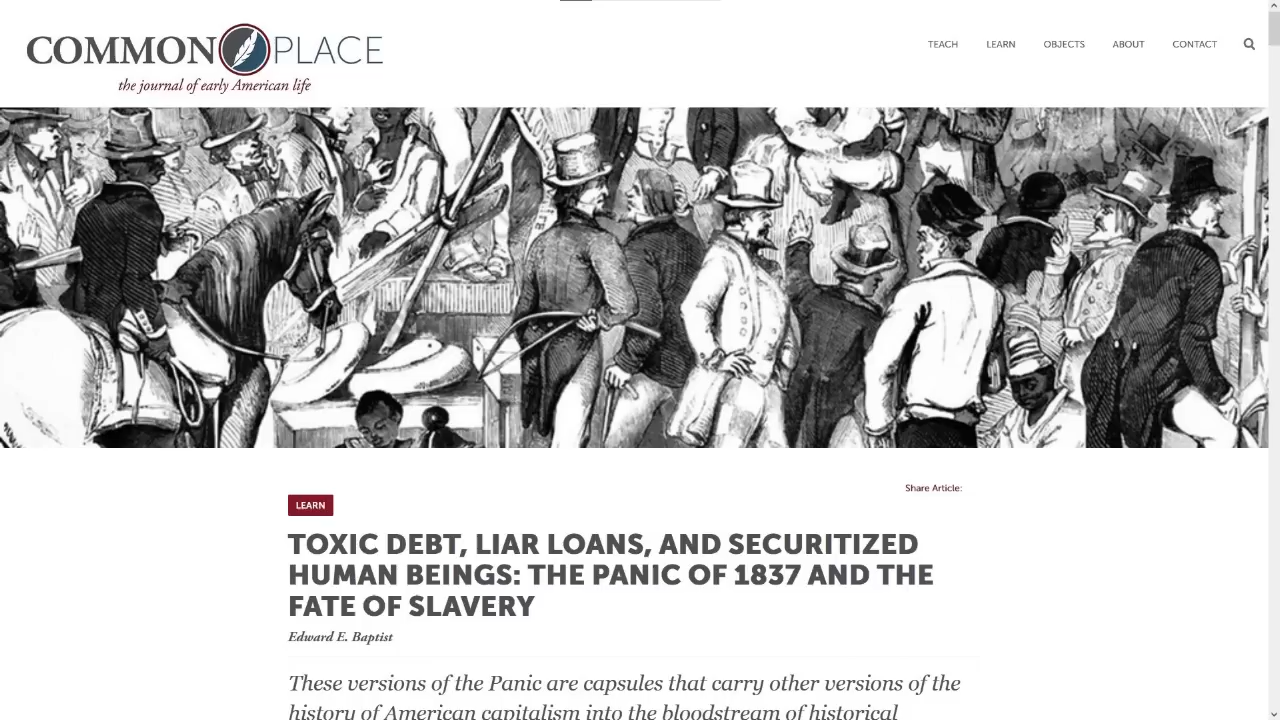 COMMON PLACE
the journal of early American life
TEACH LEARN OBJECTS ABOUT CONTACT
Share Article:
LEARN
TOXIC DEBT, LIAR LOANS, AND SECURITIZED
HUMAN BEINGS: THE PANIC OF 1837 AND THE
FATE OF SLAVERY
Edward E. Baptist
These versions of the Panic are capsules that carry other versions of the
history of American capitalism into the bloodstream of historical